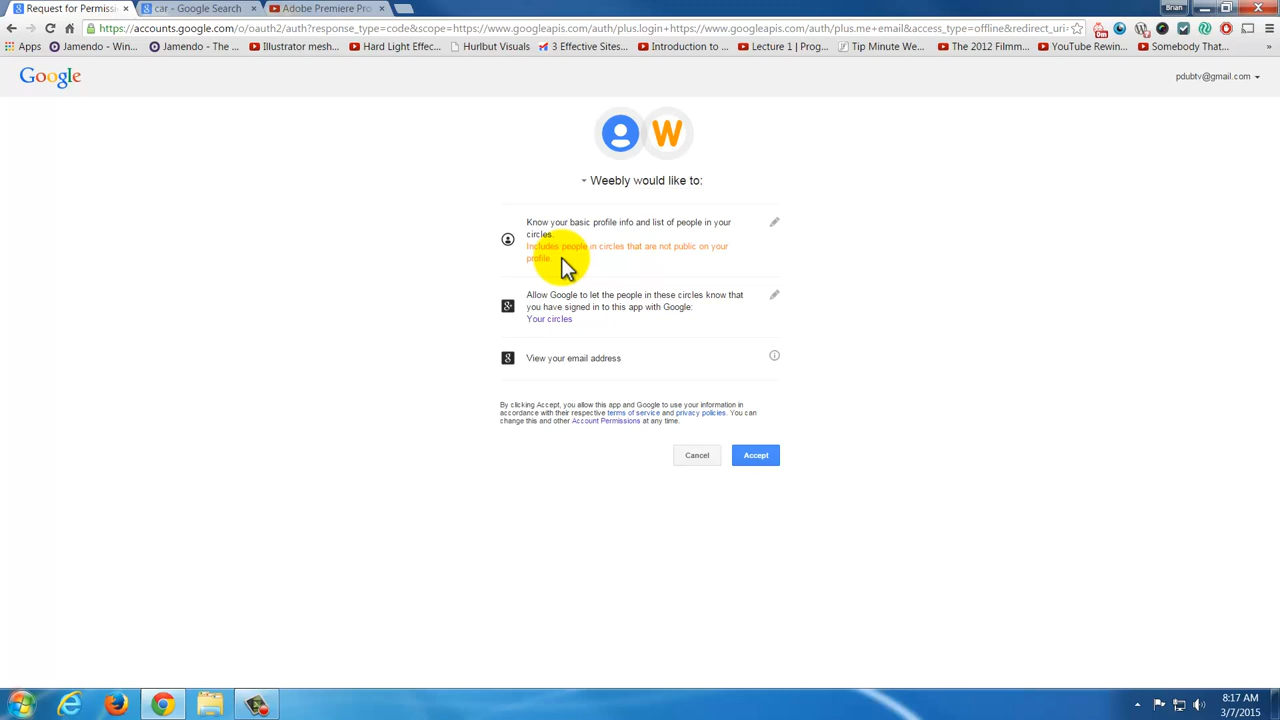 Request for Permissi
car - Google Search
Adobe Premiere Pro
Brian
https://accounts.google.com/o/oauth2/auth?response_type=code&scope=https://www.googleapis.com/auth/plus.login+https://www.googleapis.com/auth/plus.me+email&access_type=offline&redirect_uri=
Apps
Jamendo - Win...
Jamendo - The ...
Illustrator mesh...
Hard Light Effec...
Hurlbut Visuals
3 Effective Sites...
Introduction to ...
Lecture 1 | Prog...
Tip Minute We...
The 2012 Filmm...
YouTube Rewin...
Somebody That...
»
Google
pdubtv@gmail.com
W
Weebly would like to:
Know your basic profile info and list of people in your
circles.
Includes people in circles that are not public on your
profile.
Allow Google to let the people in these circles know that
you have signed in to this app with Google:
Your circles
View your email address
By clicking Accept, you allow this app and Google to use your information in
accordance with their respective terms of service and privacy policies. You can
change this and other Account Permissions at any time.
Cancel
Accept
8:17 AM
3/7/2015